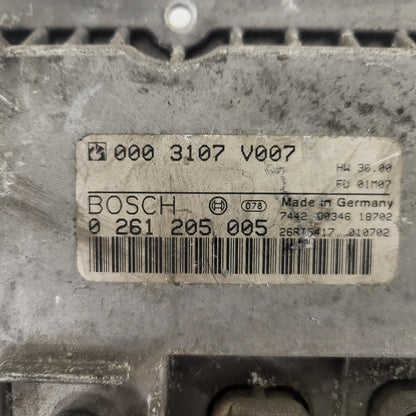 000 3107 V007
HW 36.00
FD 01M07
BOSCH 078 Made in Germany
0 261 205 005
7442 00346 18702
26RT5417 010702